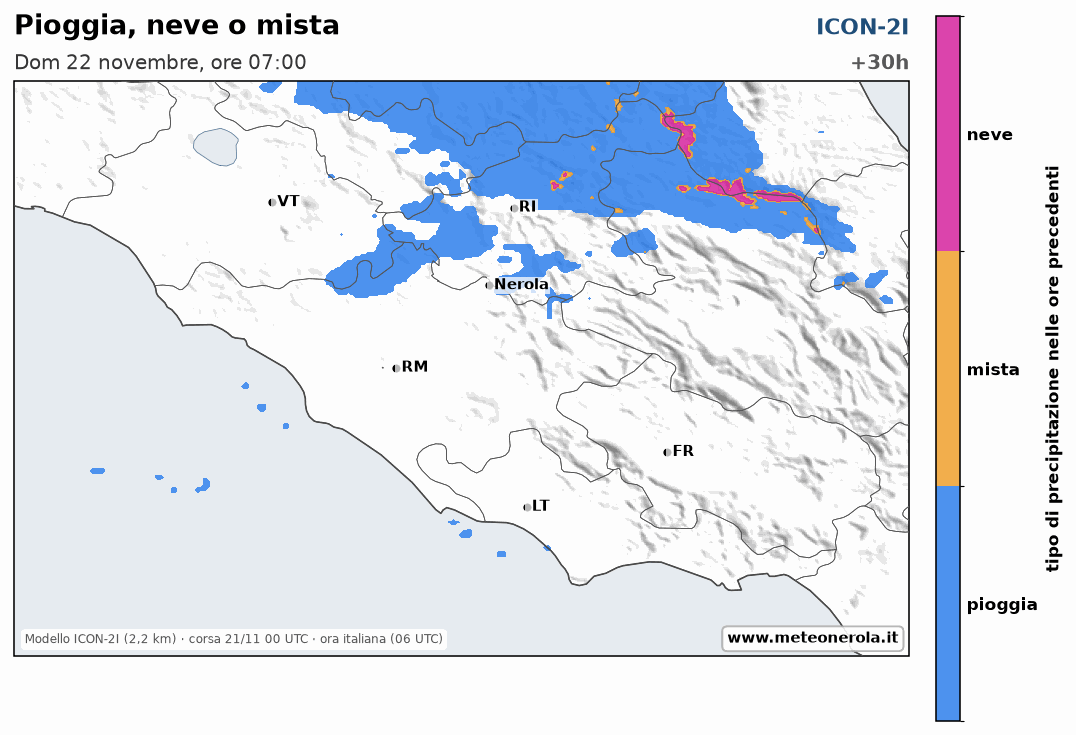 Pioggia, neve o mista
ICON-2I
Dom 22 novembre, ore 07:00
+30h
neve
VT
RI
Nerola
RM
mista
FR
LT
pioggia
tipo di precipitazione nelle ore precedenti
Modello ICON-2I (2,2 km) · corsa 21/11 00 UTC · ora italiana (06 UTC)
www.meteonerola.it